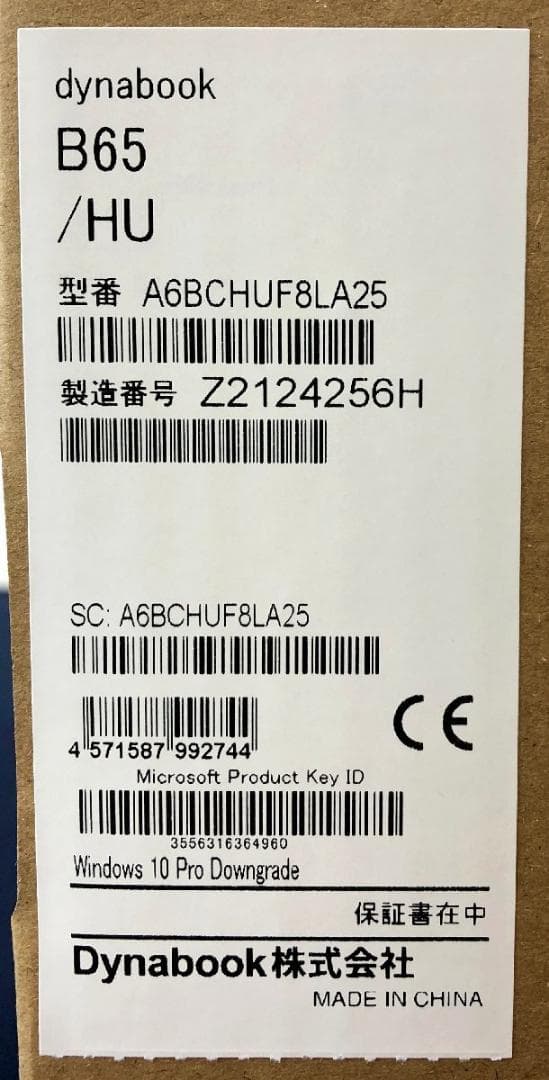 dynabook
B65
/HU
型番 A6BCHUF8LA25
製造番号 Z2124256H
SC: A6BCHUF8LA25
4 571587 992744
Microsoft Product Key ID
3556316364960
Windows 10 Pro Downgrade
保証書在中
Dynabook株式会社
MADE IN CHINA